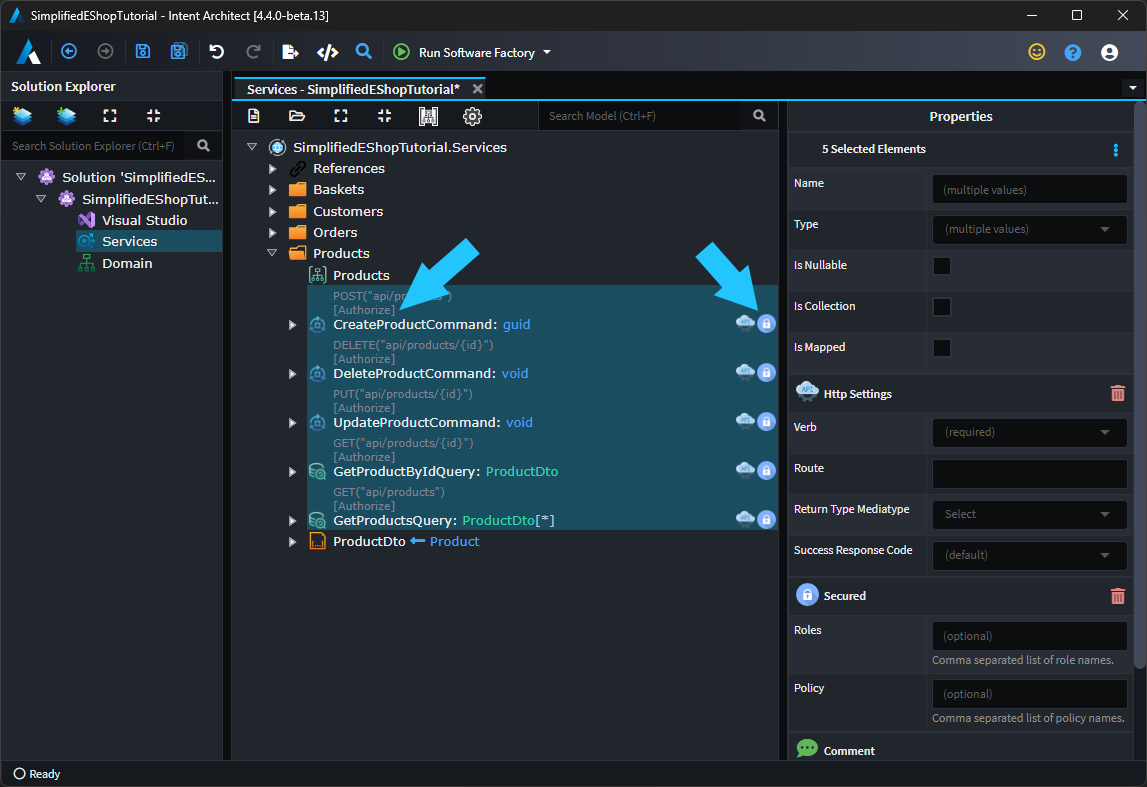 SimplifiedEShopTutorial - Intent Architect [4.4.0-beta.13]
Run Software Factory
Solution Explorer
Search Solution Explorer (Ctrl+F)
Solution 'SimplifiedES...
SimplifiedEShopTut...
Visual Studio
Services
Domain
Services - SimplifiedEShopTutorial*
Search Model (Ctrl+F)
SimplifiedEShopTutorial.Services
References
Baskets
Customers
Orders
Products
Products
POST("api/pr s")
[Authorize]
CreateProductCommand: guid
DELETE("api/products/{id}")
[Authorize]
DeleteProductCommand: void
PUT("api/products/{id}")
[Authorize]
UpdateProductCommand: void
GET("api/products/{id}")
[Authorize]
GetProductByIdQuery: ProductDto
GET("api/products")
[Authorize]
GetProductsQuery: ProductDto[*]
ProductDto Product
Properties
5 Selected Elements
Name (multiple values)
Type (multiple values)
Is Nullable
Is Collection
Is Mapped
API Http Settings
Verb (required)
Route
Return Type Mediatype Select
Success Response Code (default)
Secured
Roles (optional)
Comma separated list of role names.
Policy (optional)
Comma separated list of policy names.
Comment
Ready